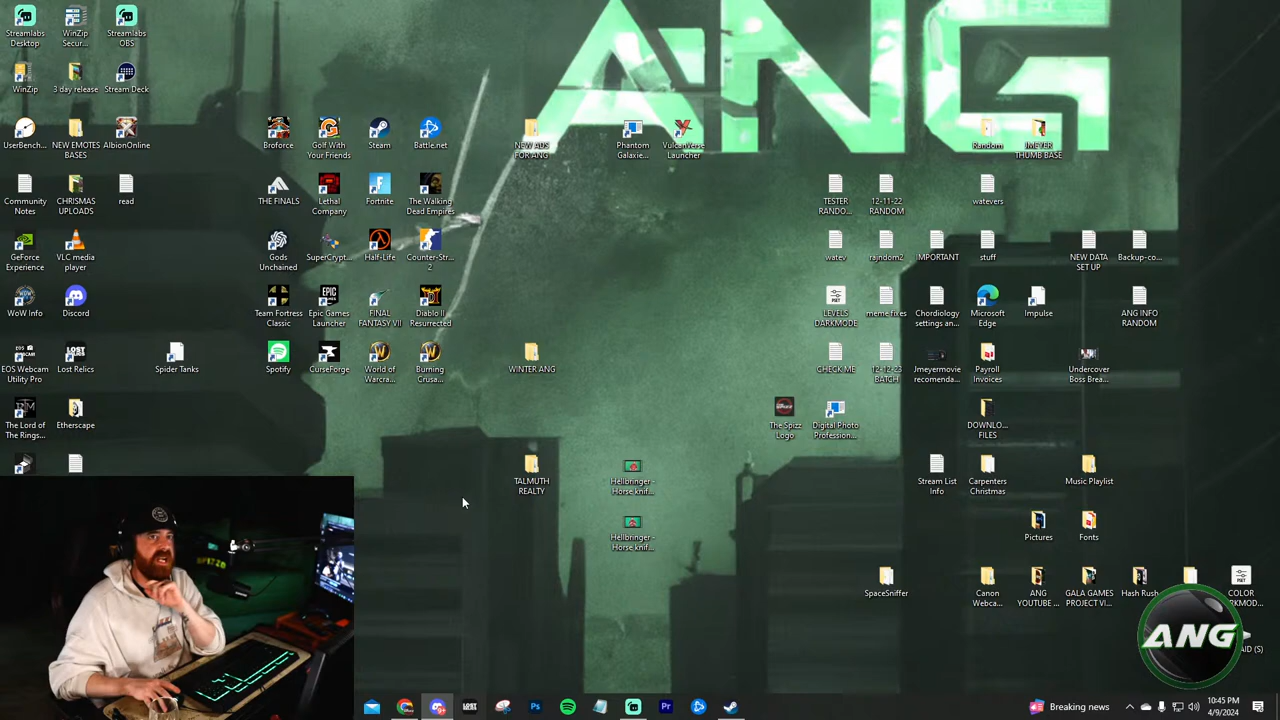 ANG
Streamlabs Desktop
WinZip Secur...
Streamlabs OBS
WinZip
3 day release
Stream Deck
UserBench...
NEW EMOTES BASES
AlbionOnline
Broforce
Golf With Your Friends
Steam
Battle.net
NEW ADS FOR ANG
Phantom Galaxie...
VulcanVerse Launcher
Random
JMEYER THUMB BASE
Community Notes
CHRISMAS UPLOADS
read
THE FINALS
Lethal Company
Fortnite
The Walking Dead Empires
TESTER RANDO...
12-11-22 RANDOM
watevers
GeForce Experience
VLC media player
Gods Unchained
SuperCrypt...
Half-Life
Counter-Str... 2
watev
rajndom2
IMPORTANT
stuff
NEW DATA SET UP
Backup-co...
WoW Info
Discord
Team Fortress Classic
Epic Games Launcher
FINAL FANTASY VII
Diablo II Resurrected
LEVELS DARKMODE
meme fixes
Chordiology settings an...
Microsoft Edge
Impulse
ANG INFO RANDOM
EOS Webcam Utility Pro
Lost Relics
Spider Tanks
Spotify
CurseForge
World of Warcra...
Burning Crusa...
WINTER ANG
CHECK ME
12-12-23 BATCH
Jmeyermovie recomenda...
Payroll Invoices
Undercover Boss Brea...
The Lord of The Rings...
Etherscape
The Spizz Logo
Digital Photo Profession...
DOWNLO... FILES
TALMUTH REALTY
Hellbringer - Horse knif...
Stream List Info
Carpenters Christmas
Music Playlist
Hellbringer - Horse knif...
Pictures
Fonts
SpaceSniffer
Canon Webca...
ANG YOUTUBE ...
GALA GAMES PROJECT VI...
Hash Rush
COLOR
ANG
Breaking news
10:45 PM
4/9/2024